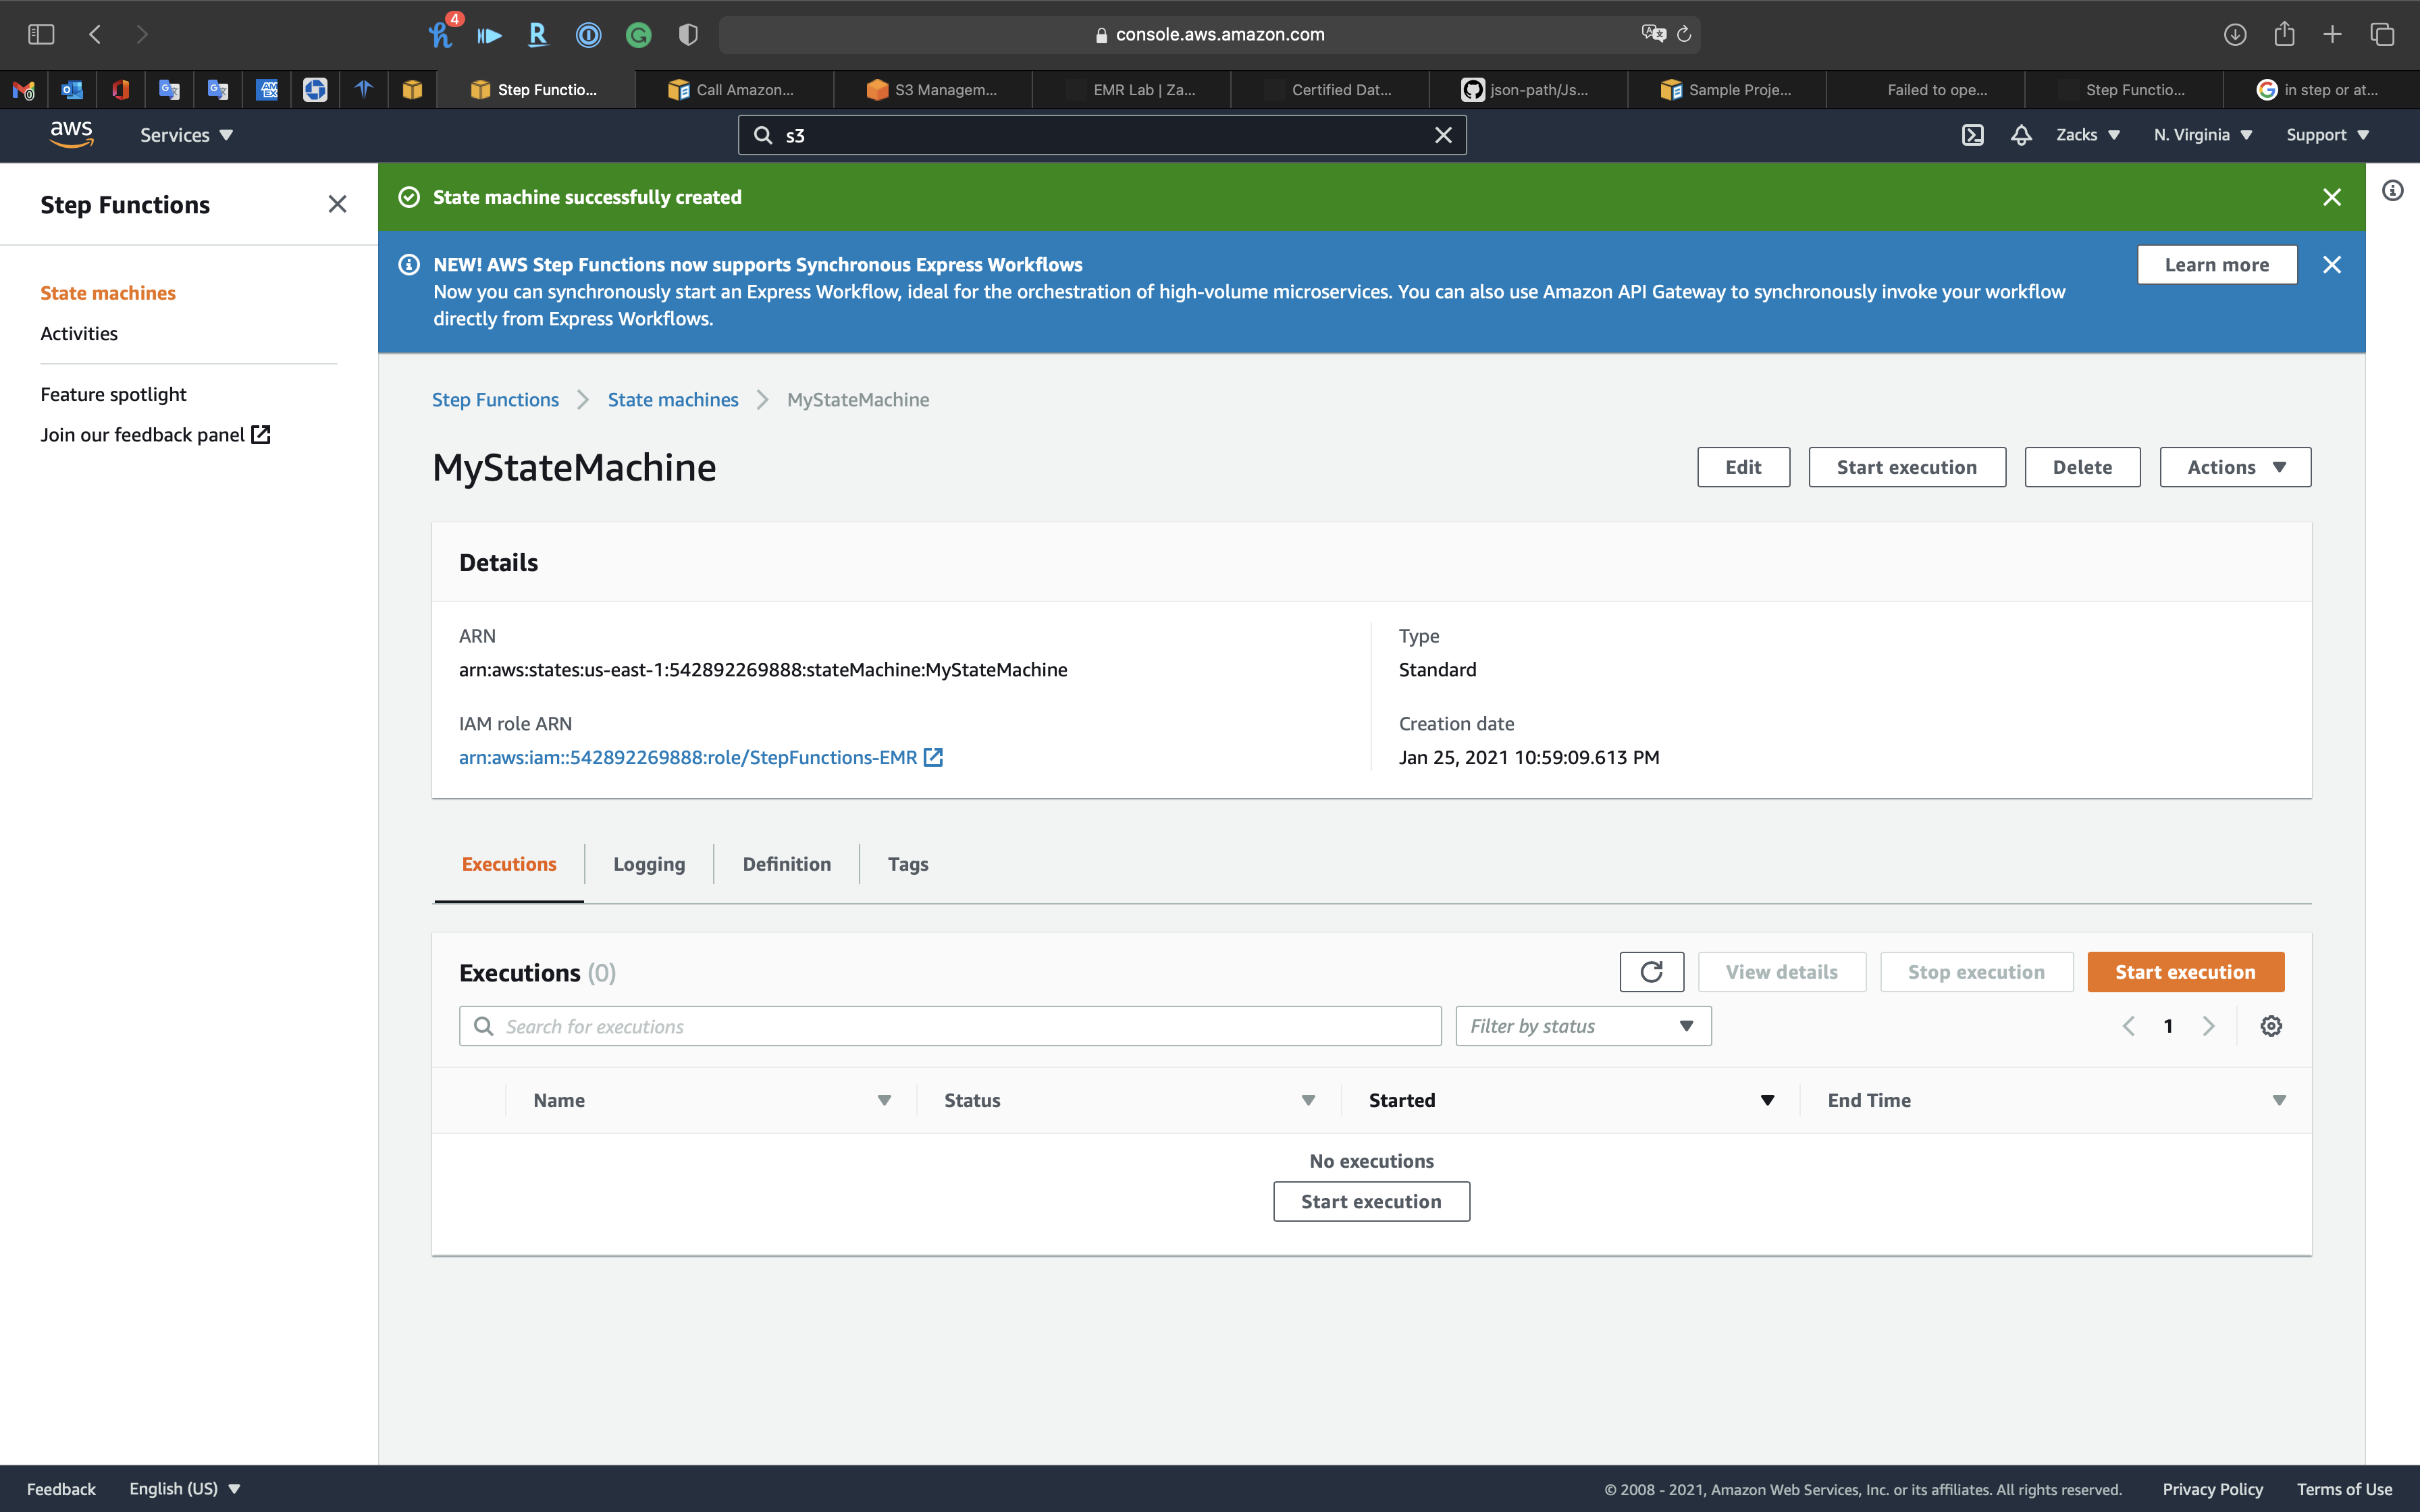 4
console.aws.amazon.com
Step Functio...
Call Amazon...
S3 Managem...
EMR Lab | Za...
Certified Dat...
json-path/Js...
Sample Proje...
Failed to ope...
Step Functio...
in step or at...
aws
Services
s3
Zacks
N. Virginia
Support
Step Functions
State machines
Activities
Feature spotlight
Join our feedback panel
State machine successfully created
NEW! AWS Step Functions now supports Synchronous Express Workflows
Now you can synchronously start an Express Workflow, ideal for the orchestration of high-volume microservices. You can also use Amazon API Gateway to synchronously invoke your workflow
directly from Express Workflows.
Learn more
Step Functions
State machines
MyStateMachine
MyStateMachine
Edit
Start execution
Delete
Actions
Details
ARN
arn:aws:states:us-east-1:542892269888:stateMachine:MyStateMachine
IAM role ARN
arn:aws:iam::542892269888:role/StepFunctions-EMR
Type
Standard
Creation date
Jan 25, 2021 10:59:09.613 PM
Executions
Logging
Definition
Tags
Executions (0)
View details
Stop execution
Start execution
Search for executions
Filter by status
1
Name
Status
Started
End Time
No executions
Start execution
Feedback
English (US)
© 2008 - 2021, Amazon Web Services, Inc. or its affiliates. All rights reserved.
Privacy Policy
Terms of Use